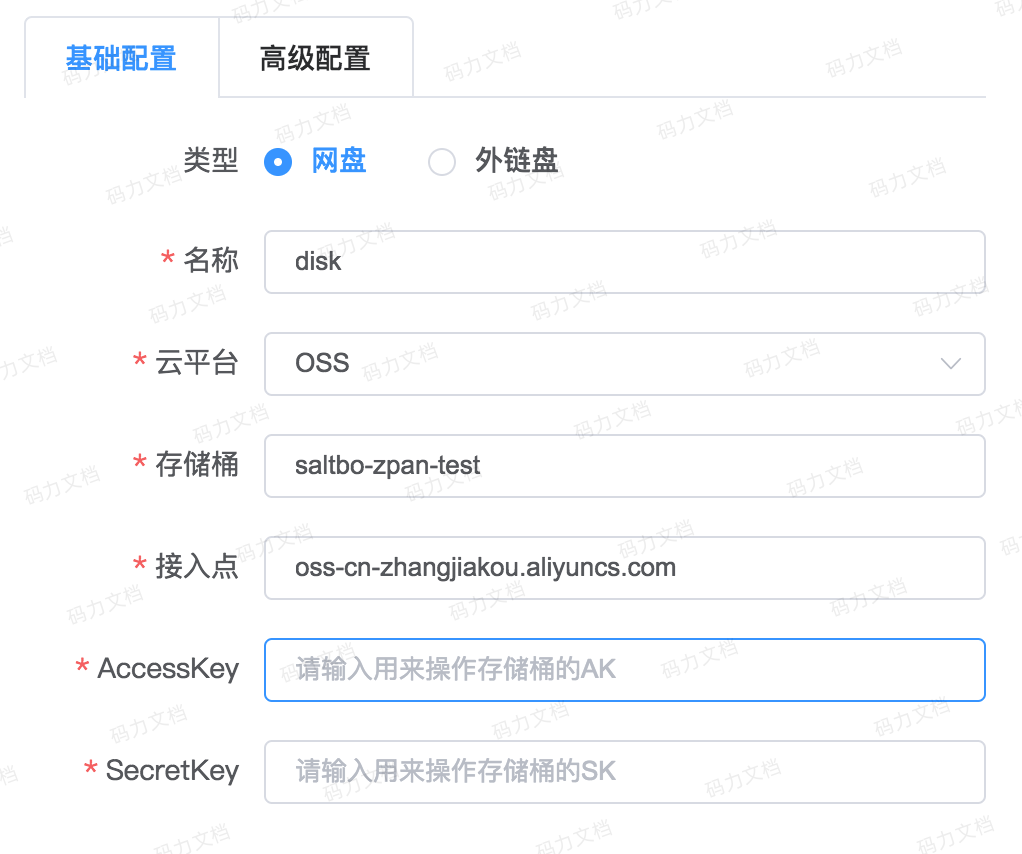 基础配置 高级配置
类型 网盘 外链盘
* 名称 disk
* 云平台 OSS
* 存储桶 saltbo-zpan-test
* 接入点 oss-cn-zhangjiakou.aliyuncs.com
* AccessKey 请输入用来操作存储桶的AK
* SecretKey 请输入用来操作存储桶的SK
码力文档